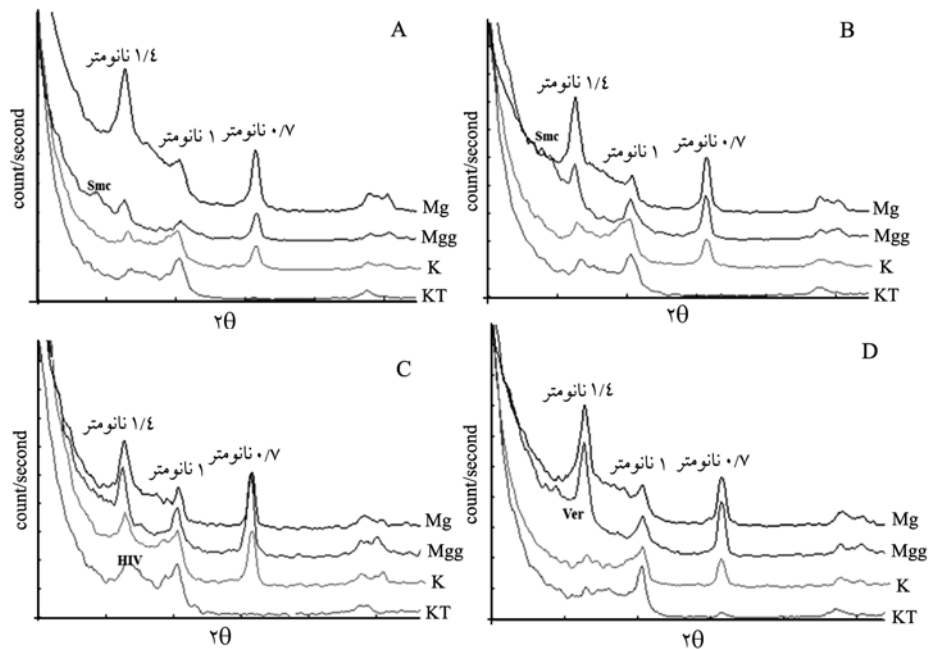 A
۱/٤ نانومتر
۱ نانومتر
۰/۷ نانومتر
Smc
Mg
Mgg
K
KT
count/second
۲θ
B
۱/٤ نانومتر
Smc
۱ نانومتر
۰/۷ نانومتر
Mg
Mgg
K
KT
count/second
۲θ
C
۱/٤ نانومتر
۱ نانومتر
۰/۷ نانومتر
HIV
Mg
Mgg
K
KT
count/second
۲θ
D
۱/٤ نانومتر
۱ نانومتر
۰/۷ نانومتر
Ver
Mg
Mgg
K
KT
count/second
۲θ